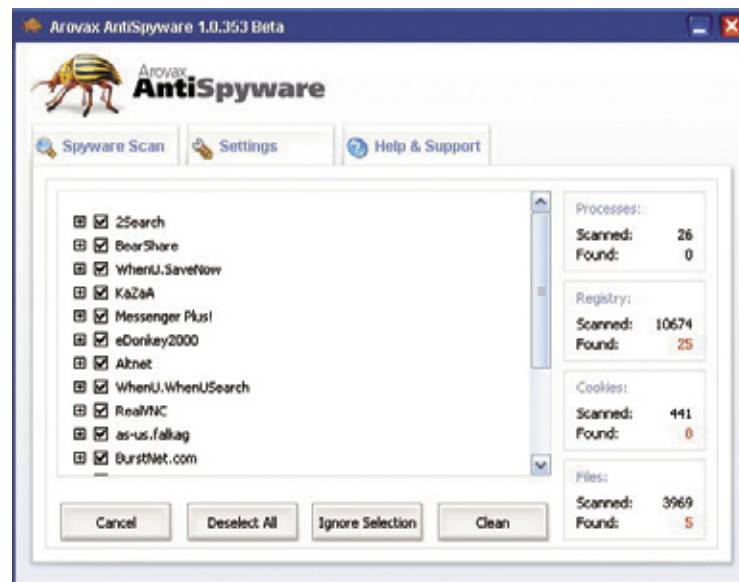 Arovax AntiSpyware 1.0.353 Beta
Arovax
AntiSpyware
Spyware Scan
Settings
Help & Support
2Search
BearShare
WhenU.SaveNow
KaZaA
Messenger Plus!
eDonkey2000
Altnet
WhenU.WhenUSearch
RealVNC
as-us.falkag
BurstNet.com
Cancel
Deselect All
Ignore Selection
Clean
Processes:
Scanned: 26
Found: 0
Registry:
Scanned: 10674
Found: 25
Cookies:
Scanned: 441
Found: 8
Files:
Scanned: 3969
Found: 5